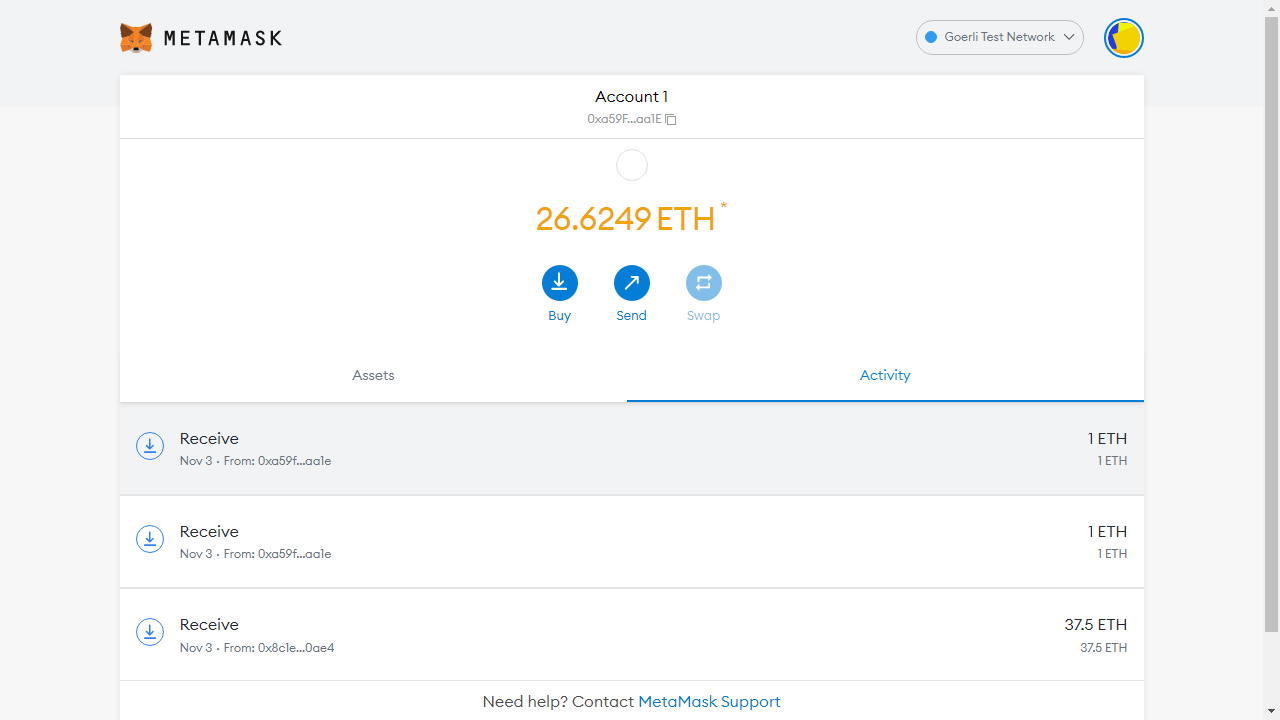 METAMASK
Goerli Test Network
Account 1
0xa59F...aa1E
26.6249 ETH *
Buy Send Swap
Assets Activity
Receive 1 ETH
Nov 3 · From: 0xa59f...aa1e 1 ETH
Receive 1 ETH
Nov 3 · From: 0xa59f...aa1e 1 ETH
Receive 37.5 ETH
Nov 3 · From: 0x8c1e...0ae4 37.5 ETH
Need help? Contact MetaMask Support